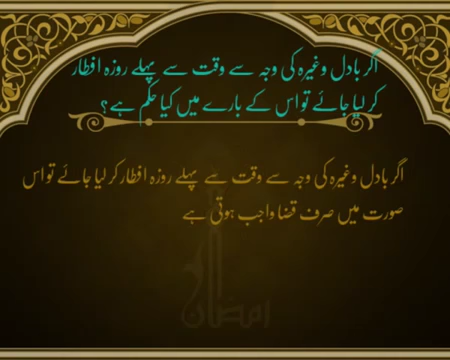 اگر بادل وغیرہ کی وجہ سے وقت سے پہلے روزہ افطار
کر لیا جائے تو اس کے بارے میں کیا حکم ہے؟
اگر بادل وغیرہ کی وجہ سے وقت سے پہلے روزہ افطار کر لیا جائے تو اس
صورت میں صرف قضا واجب ہوتی ہے
رمضان